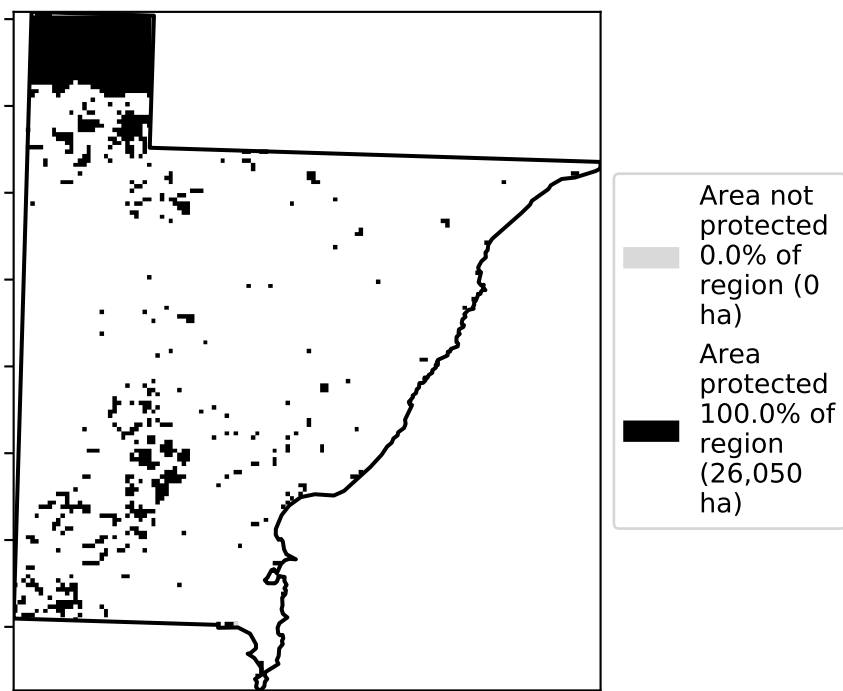 Area not
protected
0.0% of
region (0
ha)
Area
protected
100.0% of
region
(26,050
ha)